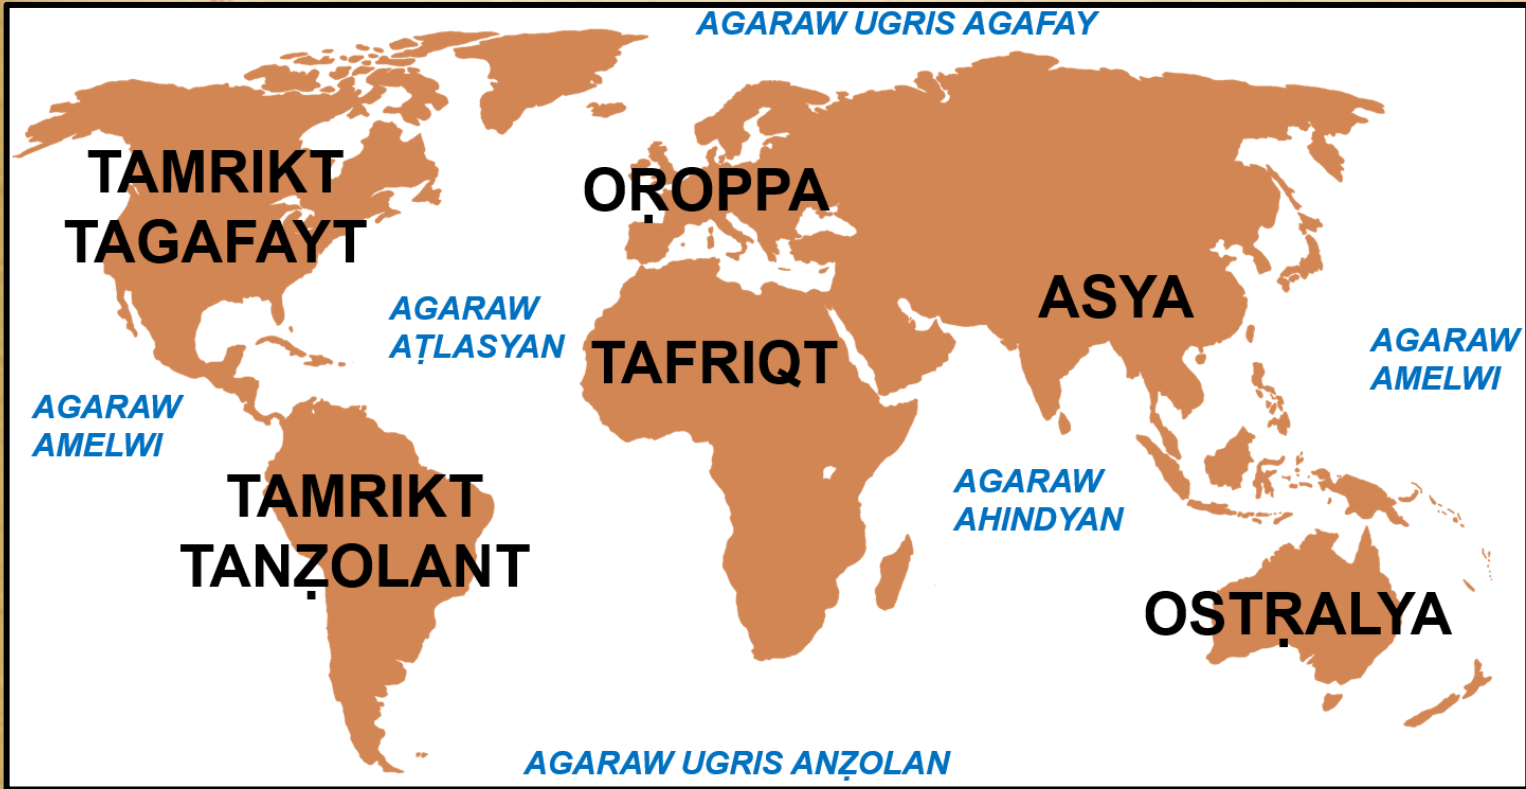 AGARAW UGRIS AGAFAY
TAMRIKT
TAGAFAYT
OṚOPPA
ASYA
AGARAW
AṬLASYAN
TAFRIQT
AGARAW
AMELWI
AGARAW
AMELWI
TAMRIKT
TANẒOLANT
AGARAW
AHINDYAN
OSTṚALYA
AGARAW UGRIS ANẒOLAN